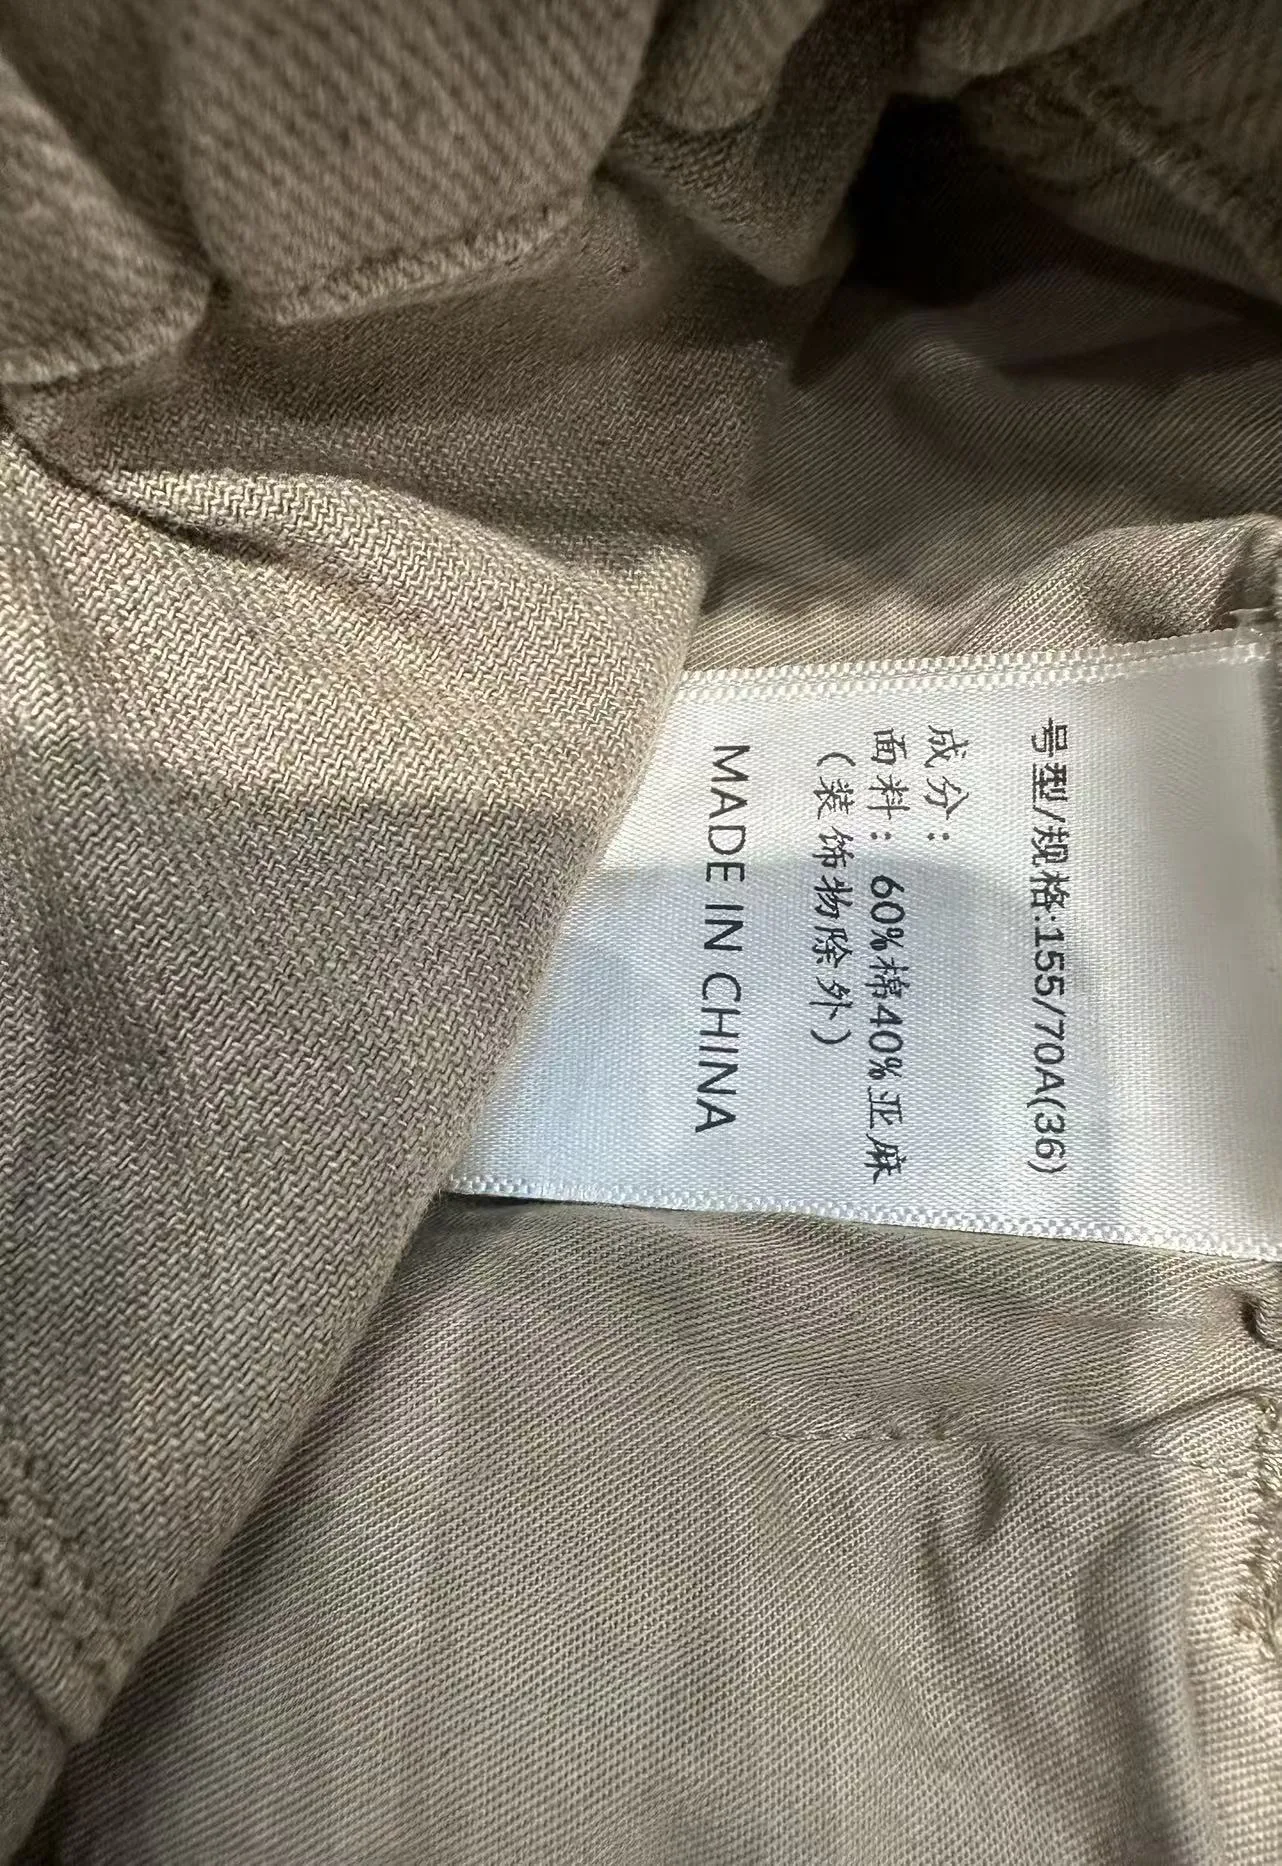 号型/规格:155/70A(36)
成分:
面料:60%棉40%亚麻
(装饰物除外)
MADE IN CHINA